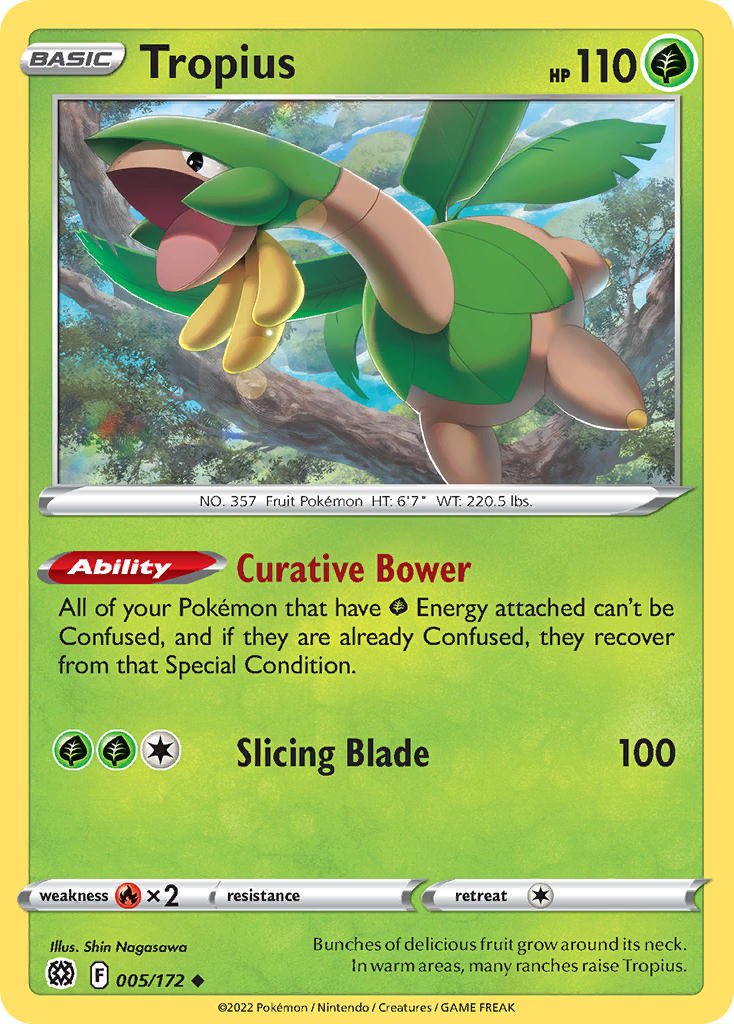 BASIC Tropius HP 110
NO. 357 Fruit Pokémon HT: 6'7" WT: 220.5 lbs.
Ability Curative Bower
All of your Pokémon that have Energy attached can't be
Confused, and if they are already Confused, they recover
from that Special Condition.
Slicing Blade 100
weakness ×2 resistance retreat
Illus. Shin Nagasawa
Bunches of delicious fruit grow around its neck.
In warm areas, many ranches raise Tropius.
F 005/172
©2022 Pokémon / Nintendo / Creatures / GAME FREAK